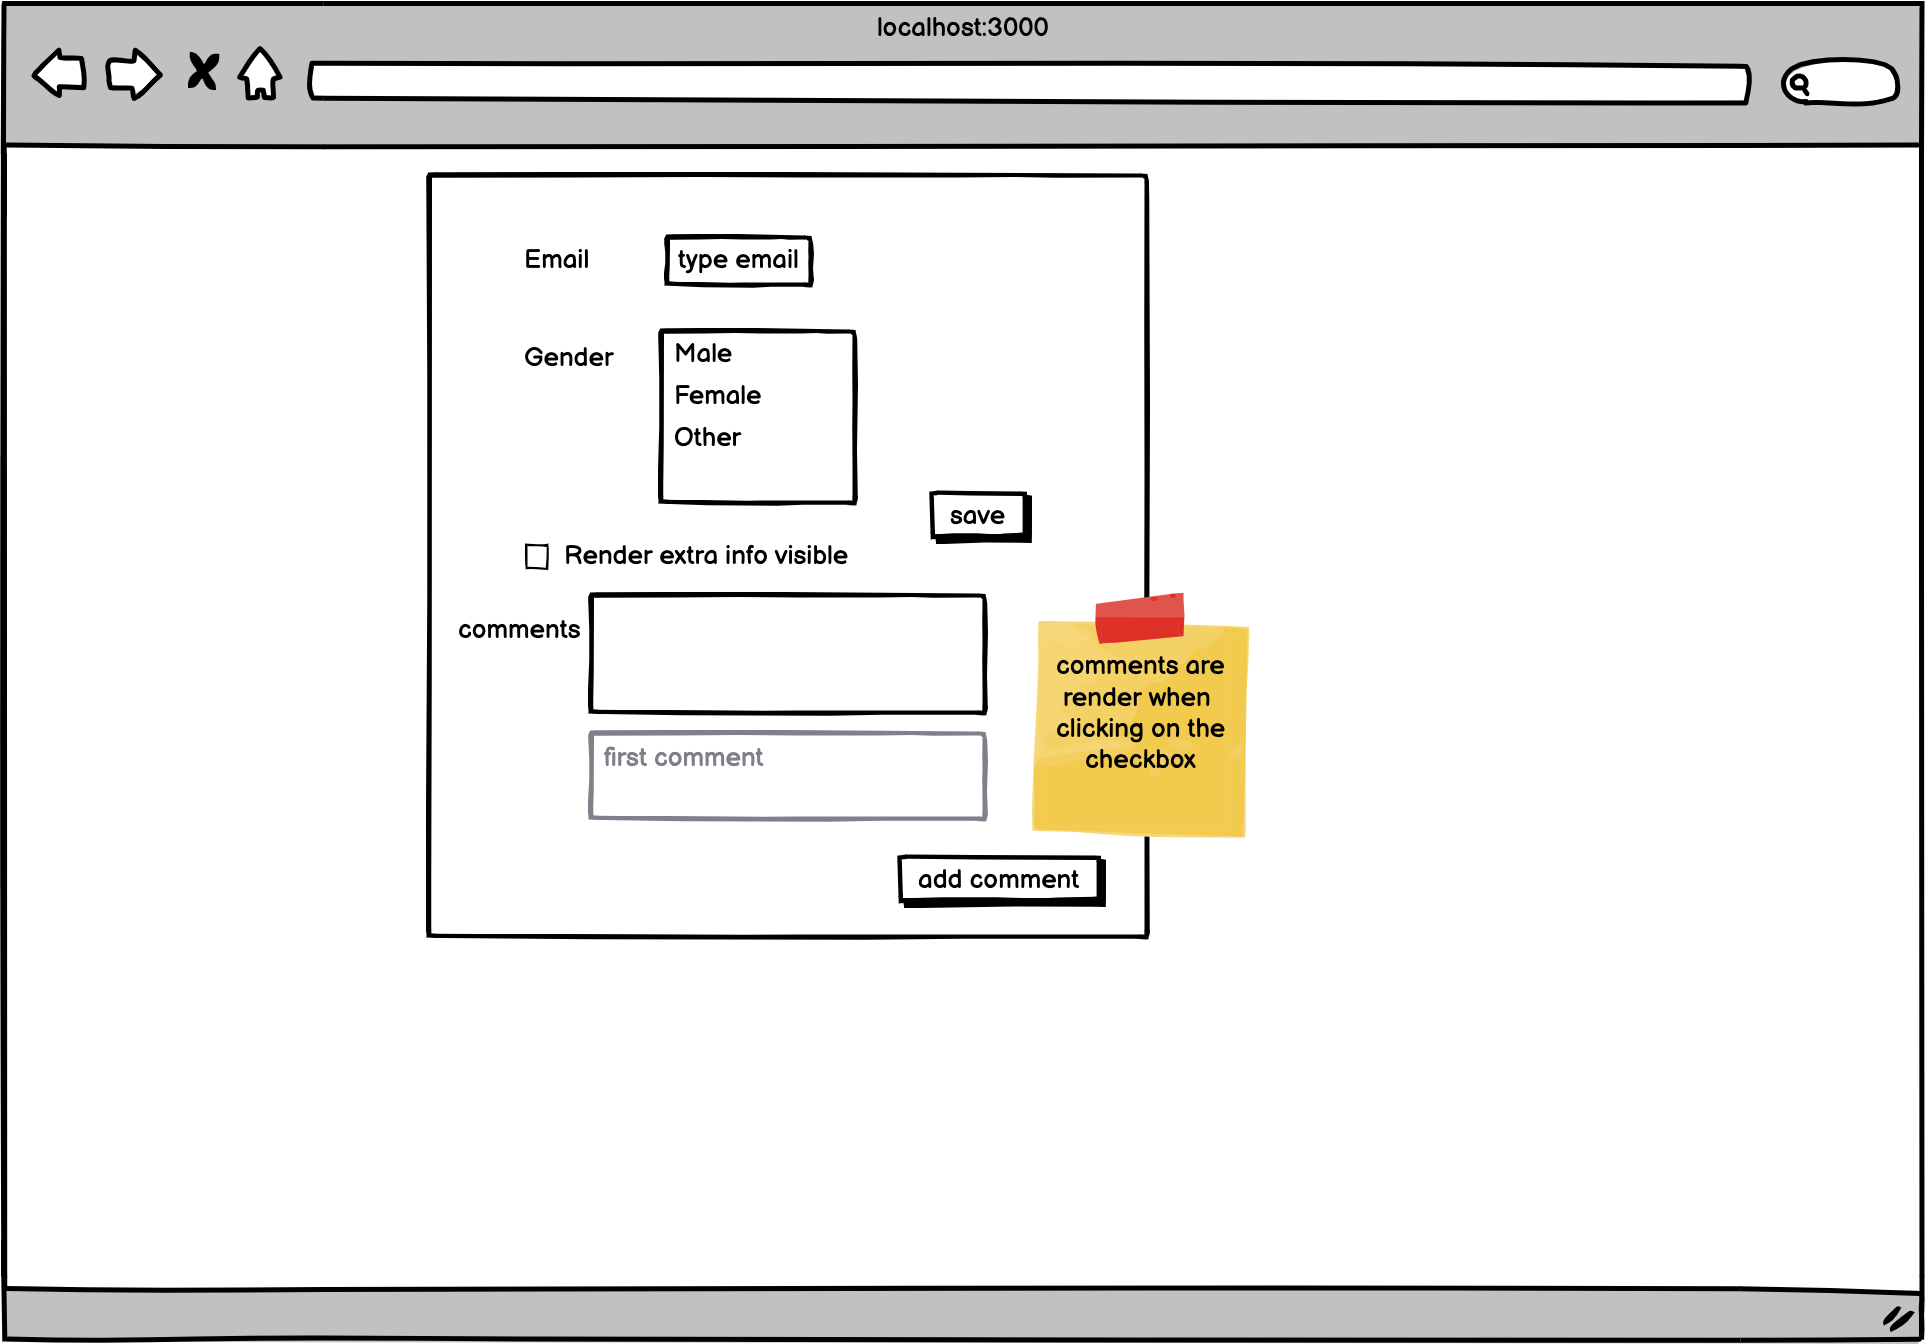 localhost:3000
Email
type email
Gender
Male
Female
Other
save
Render extra info visible
comments
first comment
comments are
render when
clicking on the
checkbox
add comment